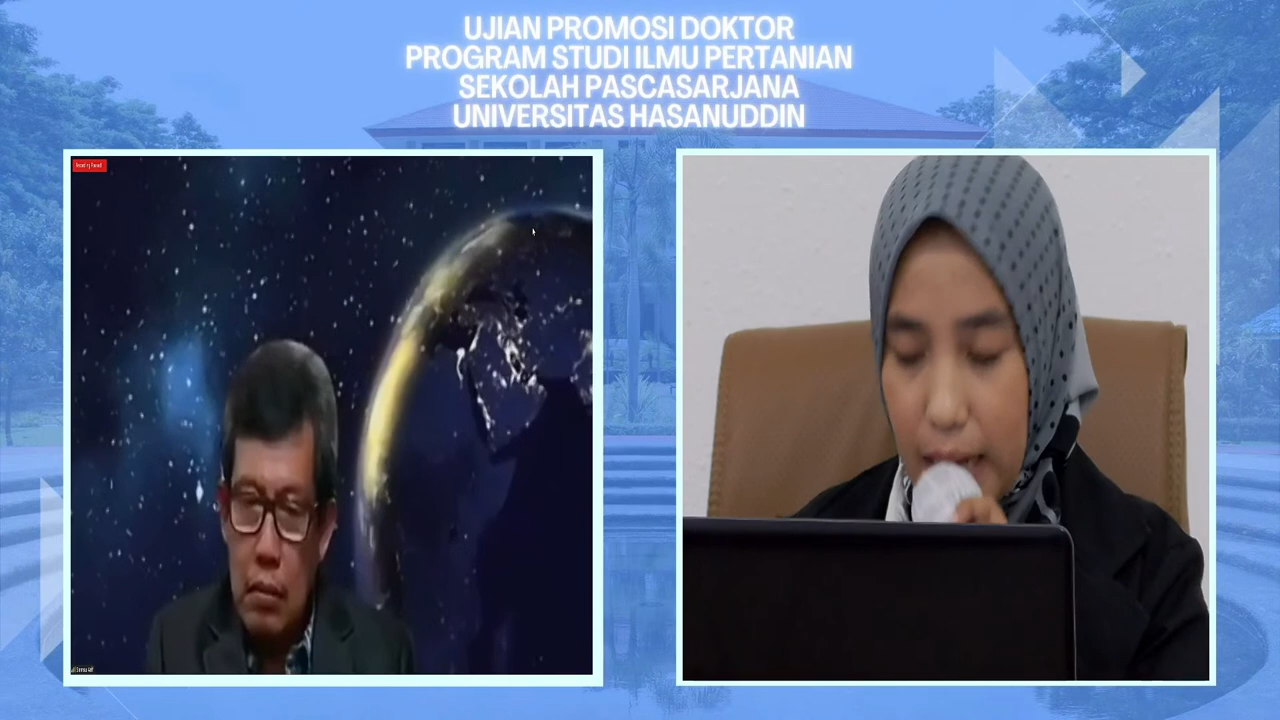 UJIAN PROMOSI DOKTOR
PROGRAM STUDI ILMU PERTANIAN
SEKOLAH PASCASARJANA
UNIVERSITAS HASANUDDIN